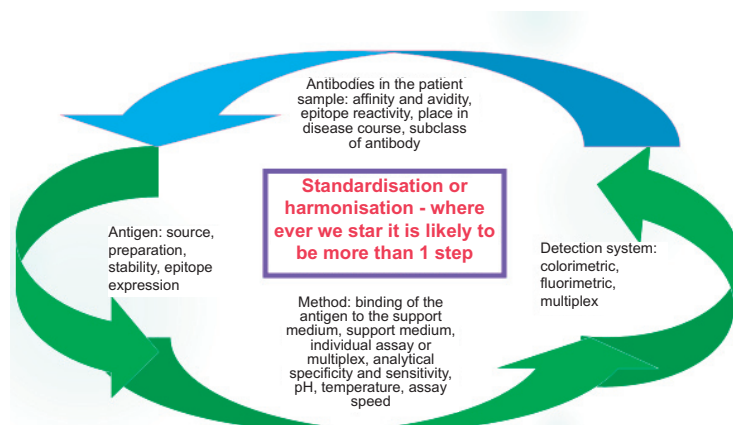 Antibodies in the patient
sample: affinity and avidity,
epitope reactivity, place in
disease course, subclass
of antibody
Standardisation or
harmonisation - where
ever we star it is likely to
be more than 1 step
Antigen: source,
preparation,
stability, epitope
expression
Detection system:
colorimetric,
fluorimetric,
multiplex
Method: binding of the
antigen to the support
medium, support medium,
individual assay or
multiplex, analytical
specificity and sensitivity,
pH, temperature, assay
speed